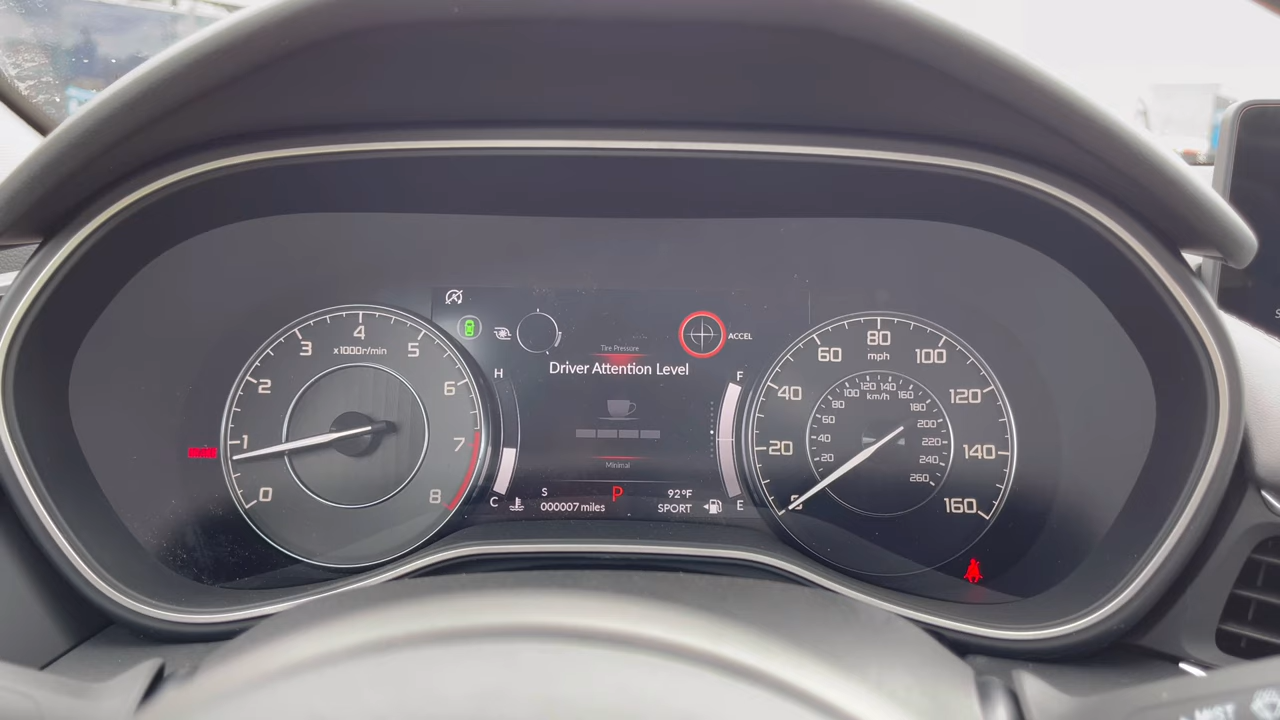 x1000r/min
0
1
2
3
4
5
6
7
8
H
C
Tire Pressure
Driver Attention Level
Minimal
ACCEL
F
E
S
P
92°F
000007 miles
SPORT
mph
0
20
40
60
80
100
120
140
160
km/h
20
40
60
80
100
120
140
160
180
200
220
240
260
MIST